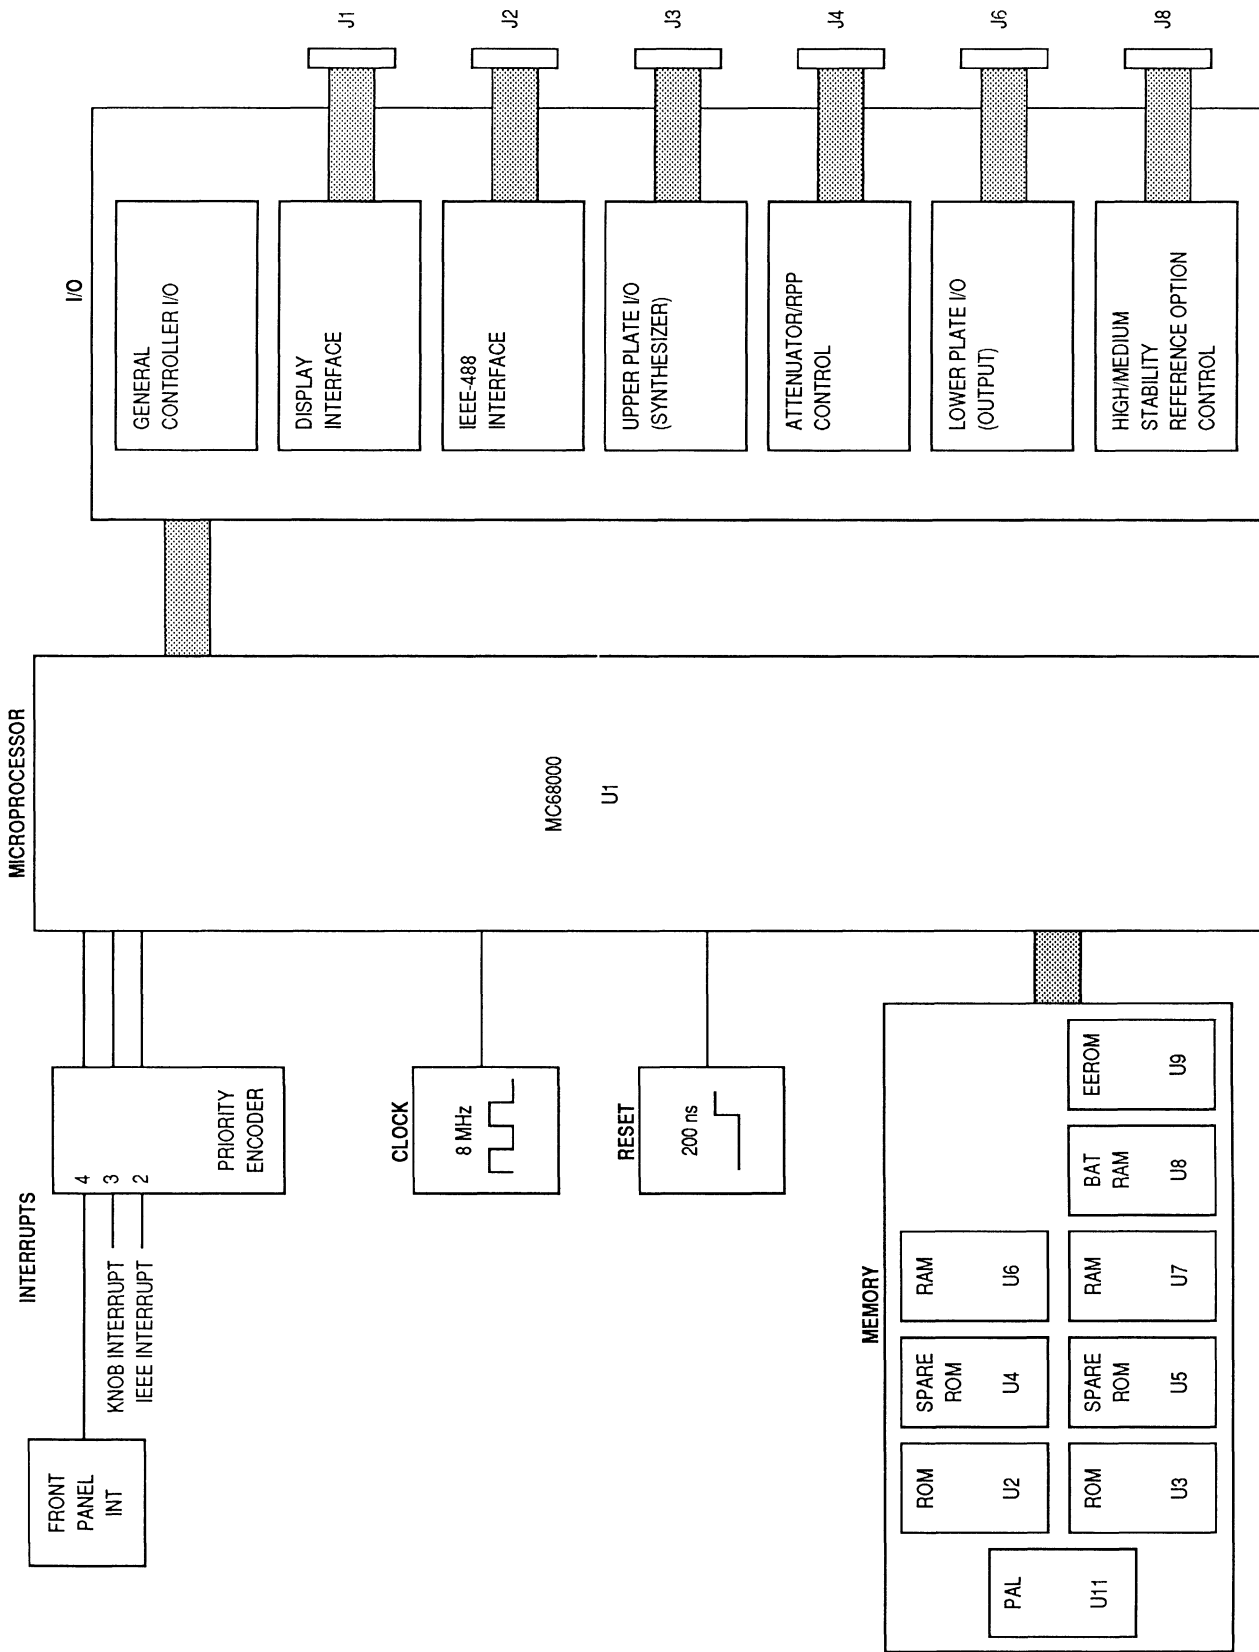 INTERRUPTS
FRONT
PANEL
INT
KNOB INTERRUPT
IEEE INTERRUPT
4
3
2
PRIORITY
ENCODER
CLOCK
8 MHz
RESET
200 ns
MEMORY
PAL
U11
ROM
U2
SPARE
ROM
U4
RAM
U6
ROM
U3
SPARE
ROM
U5
RAM
U7
BAT
RAM
U8
EEROM
U9
MICROPROCESSOR
MC68000
U1
I/O
GENERAL
CONTROLLER I/O
DISPLAY
INTERFACE
J1
IEEE-488
INTERFACE
J2
UPPER PLATE I/O
(SYNTHESIZER)
J3
ATTENUATOR/RPP
CONTROL
J4
LOWER PLATE I/O
(OUTPUT)
J6
HIGH/MEDIUM
STABILITY
REFERENCE OPTION
CONTROL
J8